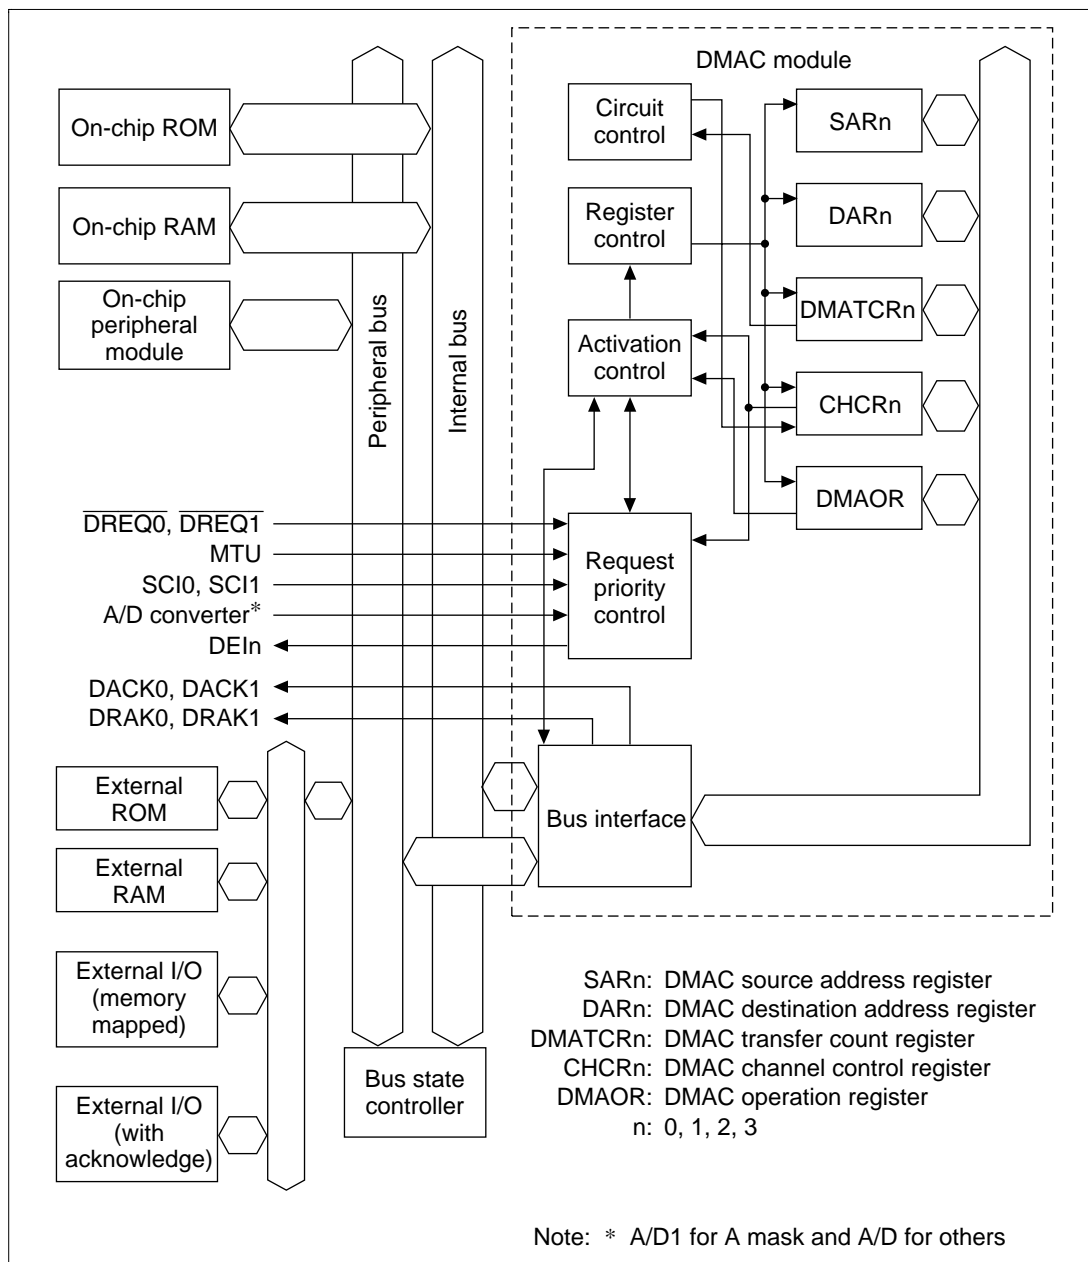 DMAC module
On-chip ROM
Circuit
control
SARn
On-chip RAM
Register
control
DARn
On-chip
peripheral
module
Peripheral bus
Internal bus
DMATCRn
Activation
control
CHCRn
DMAOR
DREQ0, DREQ1
MTU
SCI0, SCI1
A/D converter*
DEIn
Request
priority
control
DACK0, DACK1
DRAK0, DRAK1
External
ROM
Bus interface
External
RAM
External I/O
(memory
mapped)
External I/O
(with
acknowledge)
Bus state
controller
SARn: DMAC source address register
DARn: DMAC destination address register
DMATCRn: DMAC transfer count register
CHCRn: DMAC channel control register
DMAOR: DMAC operation register
n: 0, 1, 2, 3
Note: * A/D1 for A mask and A/D for others